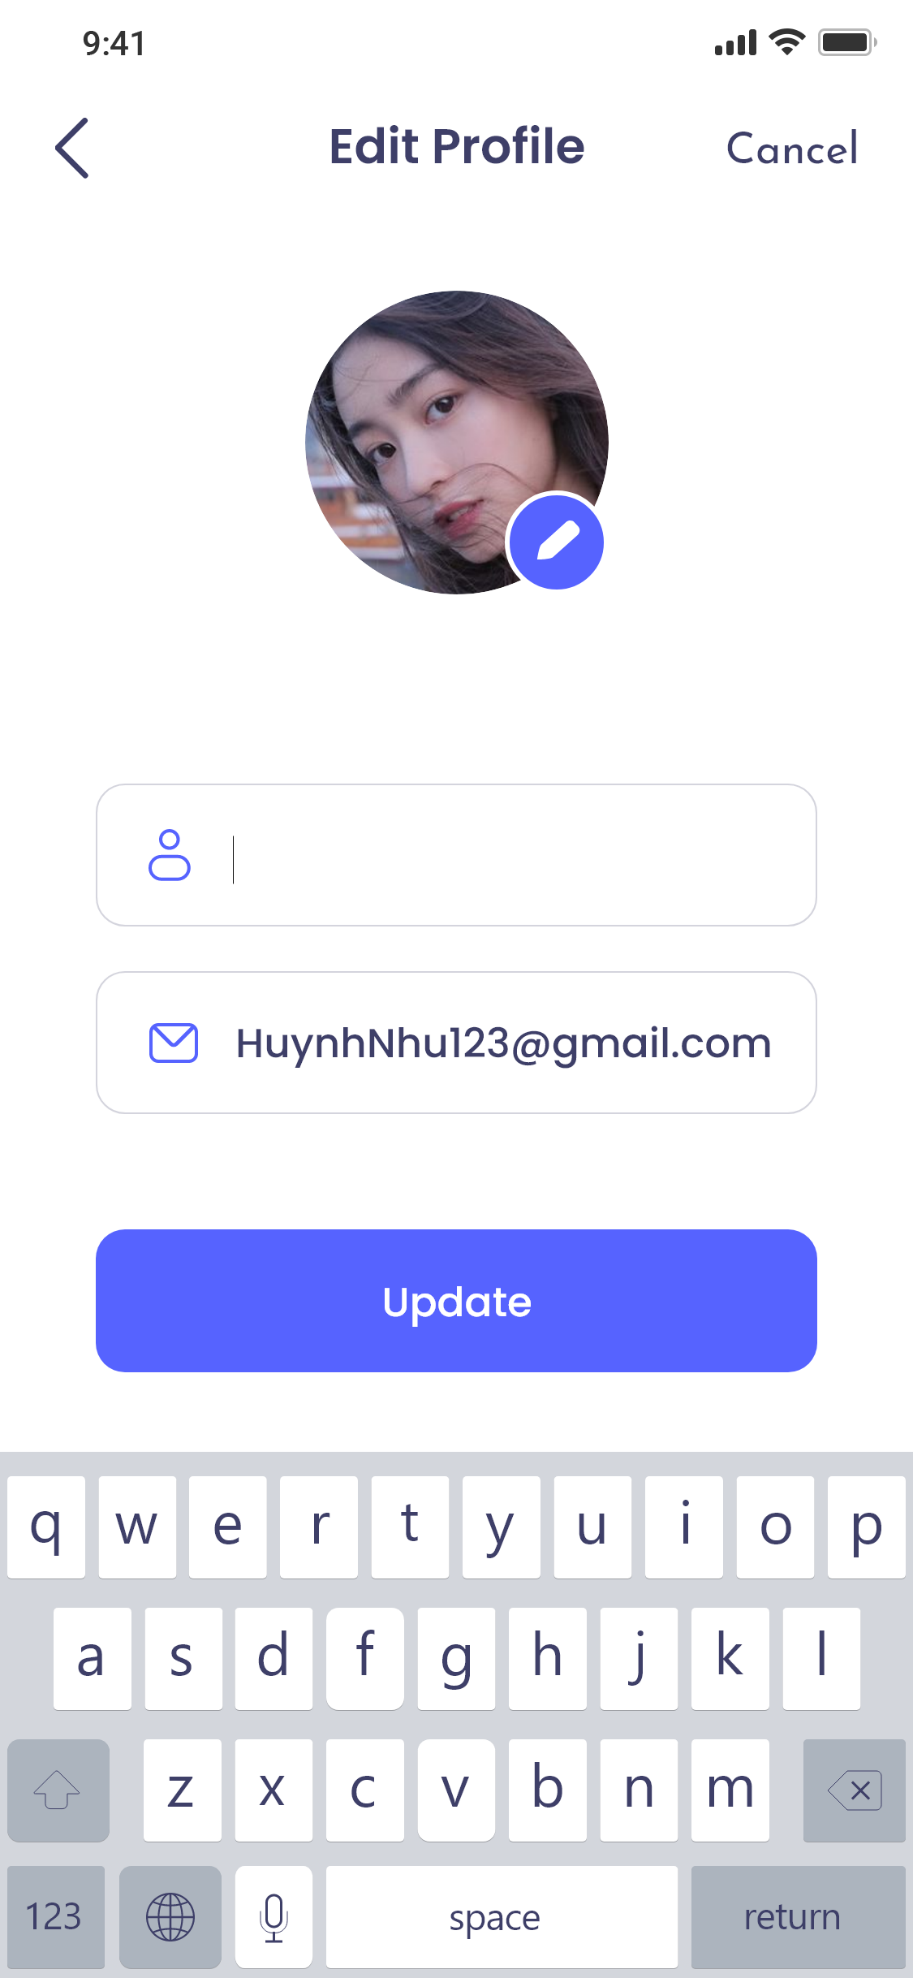 9:41
Edit Profile
Cancel
HuynhNhu123@gmail.com
Update
q w e r t y u i o p
a s d f g h j k l
z x c v b n m
123 space return